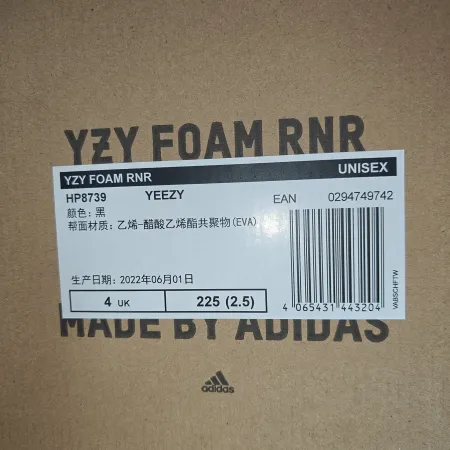 YZY FOAM RNR
YZY FOAM RNR UNISEX
HP8739 YEEZY EAN 0294749742
颜色：黑
帮面材质：乙烯-醋酸乙烯酯共聚物(EVA)
生产日期：2022年06月01日
4 UK 225 (2.5)
4 065431 443204
VABSCHFTW
MADE BY ADIDAS
adidas